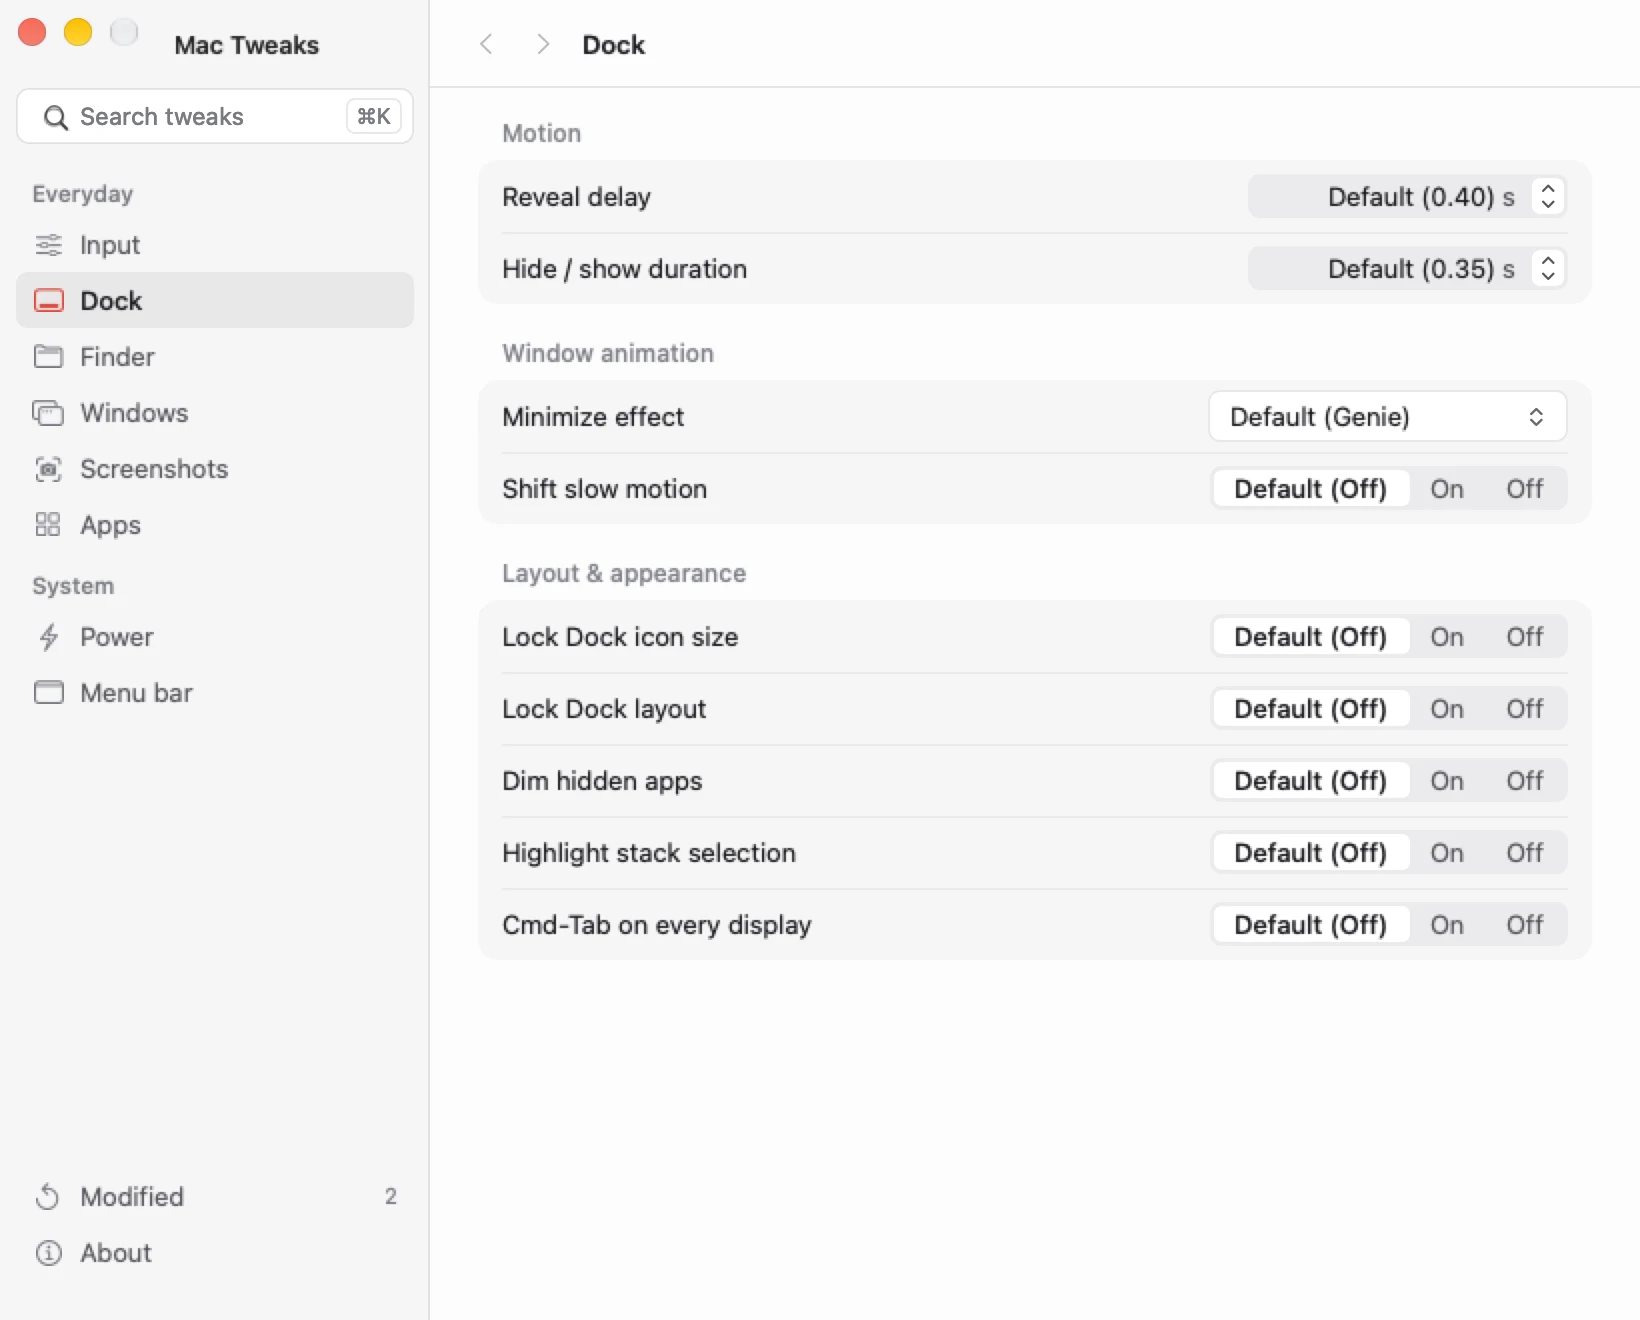 Mac Tweaks
Search tweaks ⌘K
Everyday
Input
Dock
Finder
Windows
Screenshots
Apps
System
Power
Menu bar
Modified 2
About
Dock
Motion
Reveal delay Default (0.40) s
Hide / show duration Default (0.35) s
Window animation
Minimize effect Default (Genie)
Shift slow motion Default (Off) On Off
Layout & appearance
Lock Dock icon size Default (Off) On Off
Lock Dock layout Default (Off) On Off
Dim hidden apps Default (Off) On Off
Highlight stack selection Default (Off) On Off
Cmd-Tab on every display Default (Off) On Off